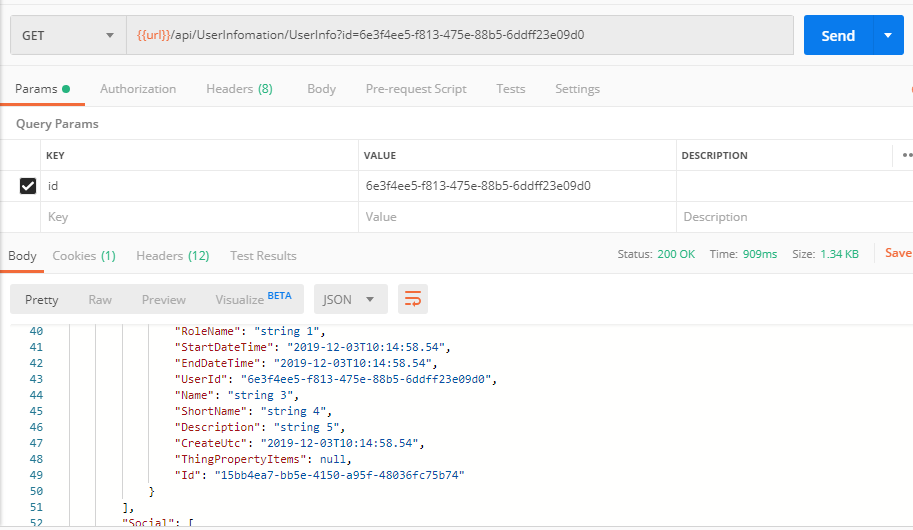 GET {{url}}/api/UserInfomation/UserInfo?id=6e3f4ee5-f813-475e-88b5-6ddff23e09d0 Send
Params Authorization Headers (8) Body Pre-request Script Tests Settings
Query Params
KEY VALUE DESCRIPTION
id 6e3f4ee5-f813-475e-88b5-6ddff23e09d0
Key Value Description
Body Cookies (1) Headers (12) Test Results Status: 200 OK Time: 909ms Size: 1.34 KB Save
Pretty Raw Preview Visualize BETA JSON
40 "RoleName": "string 1",
41 "StartDateTime": "2019-12-03T10:14:58.54",
42 "EndDateTime": "2019-12-03T10:14:58.54",
43 "UserId": "6e3f4ee5-f813-475e-88b5-6ddff23e09d0",
44 "Name": "string 3",
45 "ShortName": "string 4",
46 "Description": "string 5",
47 "CreateUtc": "2019-12-03T10:14:58.54",
48 "ThingPropertyItems": null,
49 "Id": "15bb4ea7-bb5e-4150-a95f-48036fc75b74"
50 }
51 ],
52 "Social": [